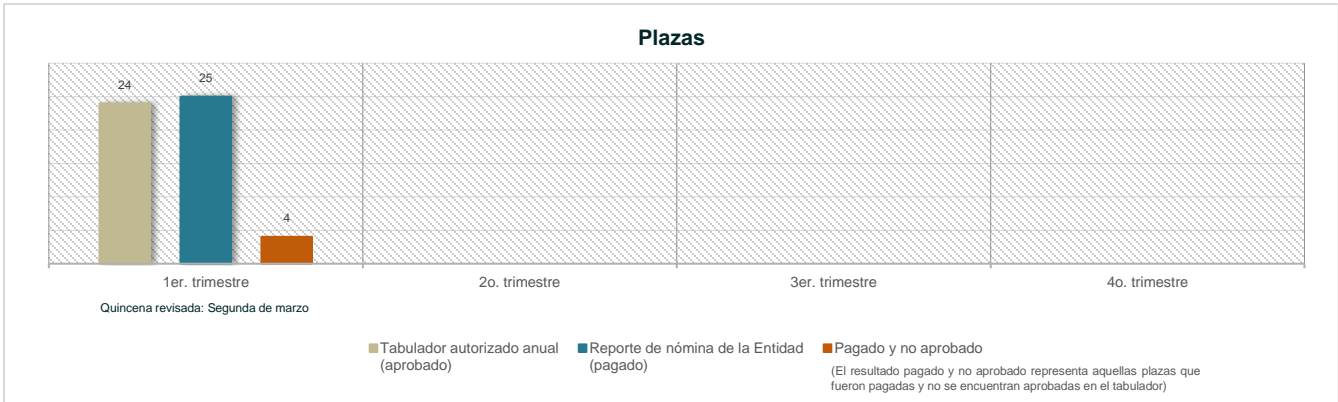 Plazas
24
25
4
1er. trimestre
2o. trimestre
3er. trimestre
4o. trimestre
Quincena revisada: Segunda de marzo
Tabulador autorizado anual
(aprobado)
Reporte de nómina de la Entidad
(pagado)
Pagado y no aprobado
(El resultado pagado y no aprobado representa aquellas plazas que
fueron pagadas y no se encuentran aprobadas en el tabulador)